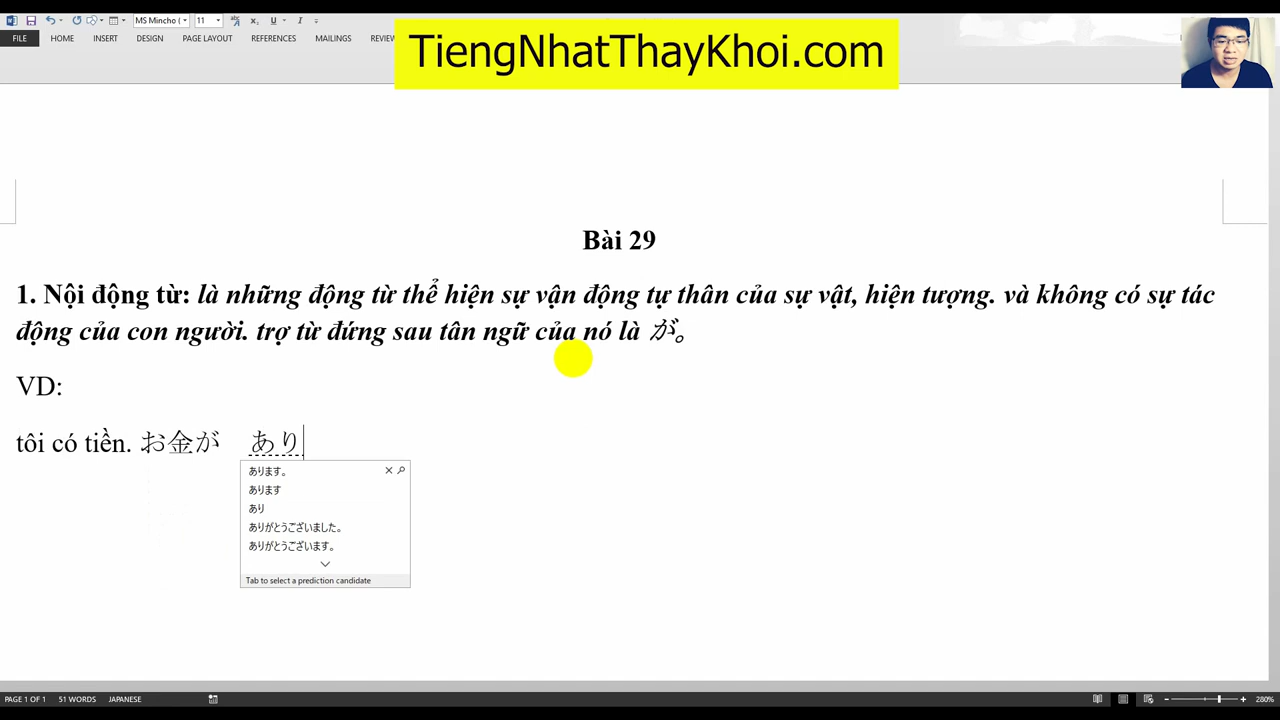 MS Mincho (
11
FILE
HOME
INSERT
DESIGN
PAGE LAYOUT
REFERENCES
MAILINGS
REVIEW
TiengNhatThayKhoi.com
Bài 29
1. Nội động từ: là những động từ thể hiện sự vận động tự thân của sự vật, hiện tượng. và không có sự tác
động của con người. trợ từ đứng sau tân ngữ của nó là が。
VD:
tôi có tiền. お金が　あり
あります。
あります
あり
ありがとうございました。
ありがとうございます。
Tab to select a prediction candidate
PAGE 1 OF 1
51 WORDS
JAPANESE
280%